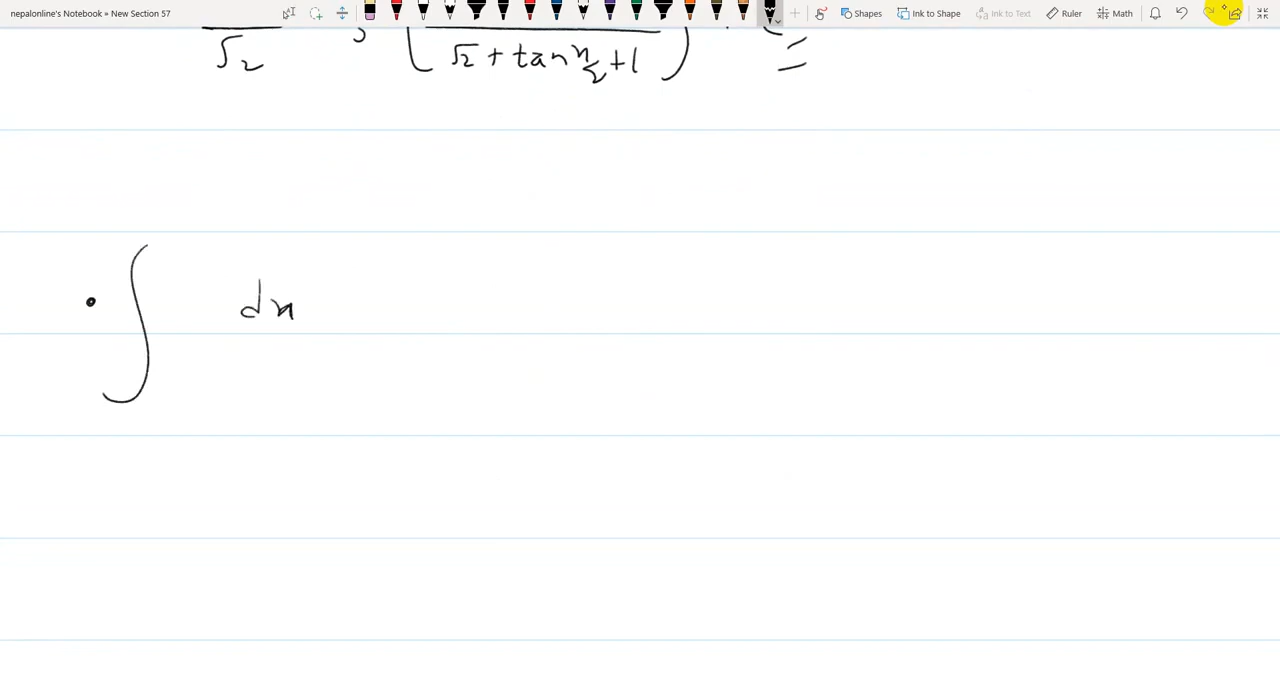 nepalonline's Notebook » New Section 57
Shapes Ink to Shape Ink to Text Ruler Math
√2 √2 + tan x/2 + 1
• ∫ dx